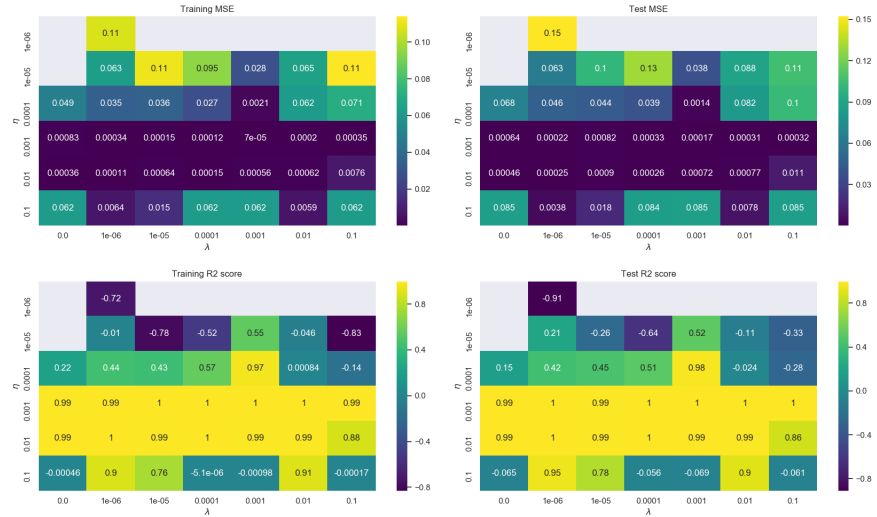 Training MSE
1e-06 0.11
1e-05 0.063 0.11 0.095 0.028 0.065 0.11
0.0001 0.049 0.035 0.036 0.027 0.0021 0.062 0.071
η
0.001 0.00083 0.00034 0.00015 0.00012 7e-05 0.0002 0.00035
0.01 0.00036 0.00011 0.00064 0.00015 0.00056 0.00062 0.0076
0.1 0.062 0.0064 0.015 0.062 0.062 0.0059 0.062
0.0 1e-06 1e-05 0.0001 0.001 0.01 0.1
λ
0.10
0.08
0.06
0.04
0.02
Test MSE
1e-06 0.15
1e-05 0.063 0.1 0.13 0.038 0.088 0.11
0.0001 0.068 0.046 0.044 0.039 0.0014 0.082 0.1
η
0.001 0.00064 0.00022 0.00082 0.00033 0.00017 0.00031 0.00032
0.01 0.00046 0.00025 0.0009 0.00026 0.00072 0.00077 0.011
0.1 0.085 0.0038 0.018 0.084 0.085 0.0078 0.085
0.0 1e-06 1e-05 0.0001 0.001 0.01 0.1
λ
0.15
0.12
0.09
0.06
0.03
Training R2 score
1e-06 -0.72
1e-05 -0.01 -0.78 -0.52 0.55 -0.046 -0.83
0.0001 0.22 0.44 0.43 0.57 0.97 0.00084 -0.14
η
0.001 0.99 0.99 1 1 1 1 0.99
0.01 0.99 1 0.99 1 0.99 0.99 0.88
0.1 -0.00046 0.9 0.76 -5.1e-06 -0.00098 0.91 -0.00017
0.0 1e-06 1e-05 0.0001 0.001 0.01 0.1
λ
0.8
0.4
0.0
-0.4
-0.8
Test R2 score
1e-06 -0.91
1e-05 0.21 -0.26 -0.64 0.52 -0.11 -0.33
0.0001 0.15 0.42 0.45 0.51 0.98 -0.024 -0.28
η
0.001 0.99 1 0.99 1 1 1 1
0.01 0.99 1 0.99 1 0.99 0.99 0.86
0.1 -0.065 0.95 0.78 -0.056 -0.069 0.9 -0.061
0.0 1e-06 1e-05 0.0001 0.001 0.01 0.1
λ
0.8
0.4
0.0
-0.4
-0.8